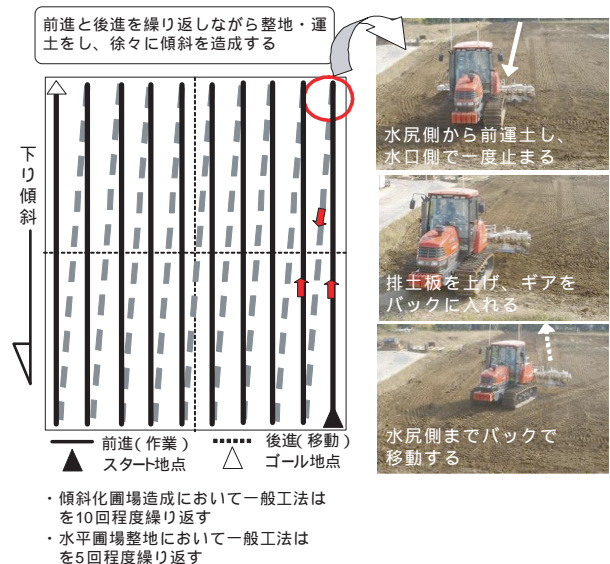 前進と後進を繰り返しながら整地・運
土をし、徐々に傾斜を造成する
下り傾斜
前進(作業)
後進(移動)
スタート地点
ゴール地点
・傾斜化圃場造成において一般工法は
を10回程度繰り返す
・水平圃場整地において一般工法は
を5回程度繰り返す
水尻側から前運土し、
水口側で一度止まる
排土板を上げ、ギアを
バックに入れる
水尻側までバックで
移動する